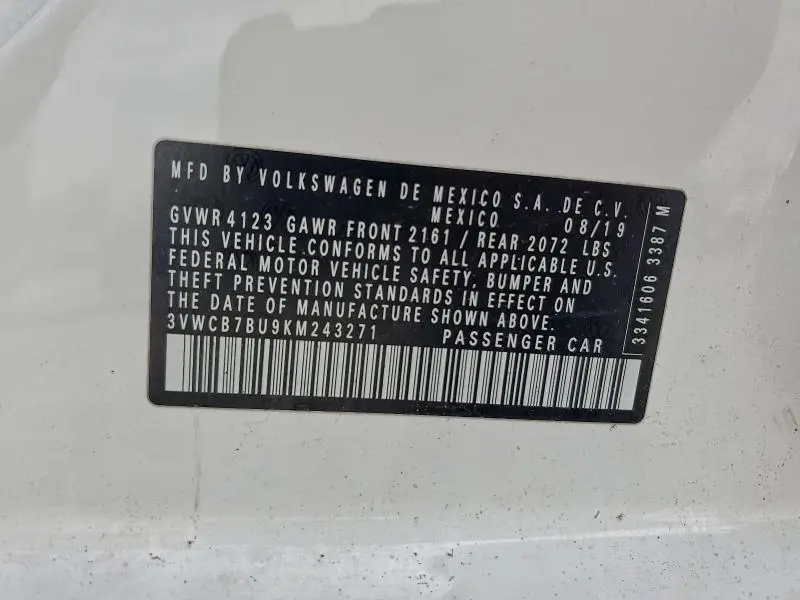 MFD BY VOLKSWAGEN DE MEXICO S.A. DE C.V.
MEXICO 08/19
GVWR 4123 GAWR FRONT 2161 / REAR 2072 LBS
THIS VEHICLE CONFORMS TO ALL APPLICABLE U.S.
FEDERAL MOTOR VEHICLE SAFETY, BUMPER AND
THEFT PREVENTION STANDARDS IN EFFECT ON
THE DATE OF MANUFACTURE SHOWN ABOVE.
3VWCB7BU9KM243271 PASSENGER CAR
3341606 3387 M